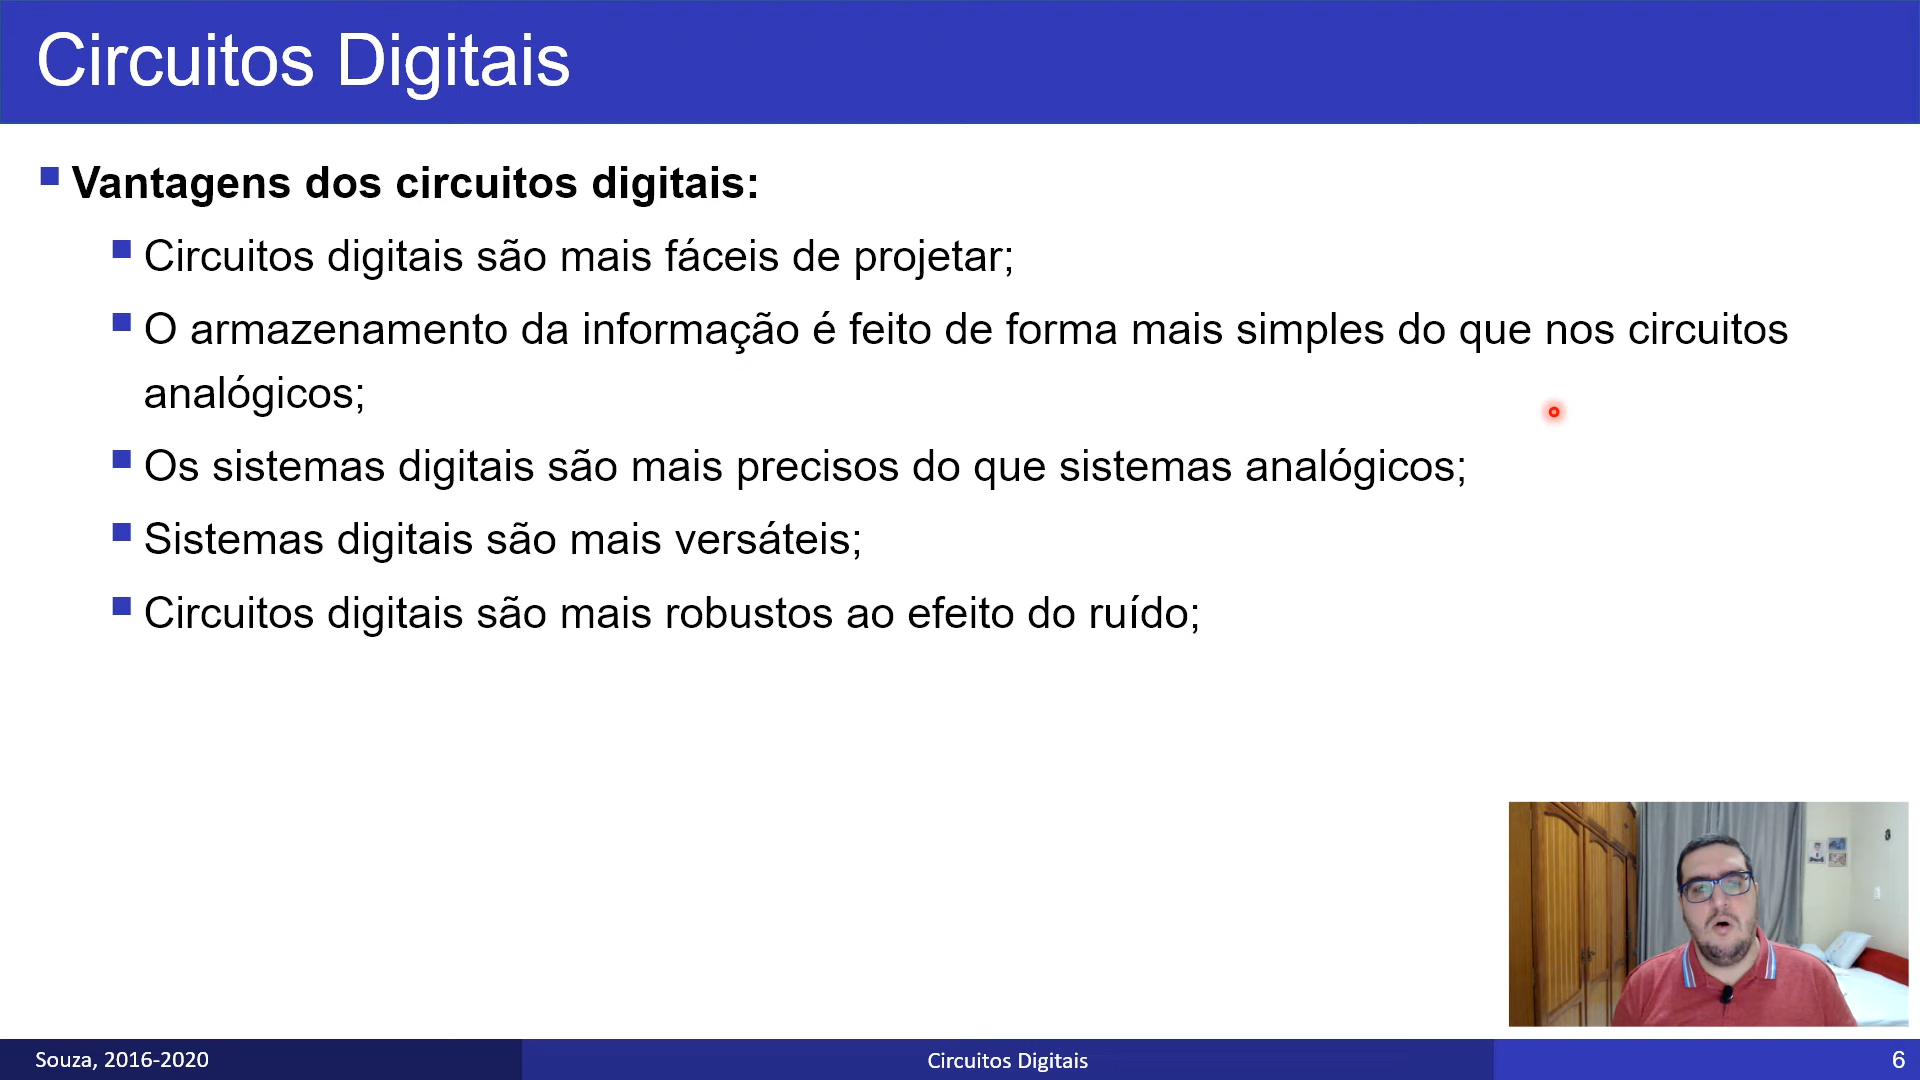 Circuitos Digitais
Vantagens dos circuitos digitais:
Circuitos digitais são mais fáceis de projetar;
O armazenamento da informação é feito de forma mais simples do que nos circuitos
analógicos;
Os sistemas digitais são mais precisos do que sistemas analógicos;
Sistemas digitais são mais versáteis;
Circuitos digitais são mais robustos ao efeito do ruído;
Souza, 2016-2020
Circuitos Digitais
6